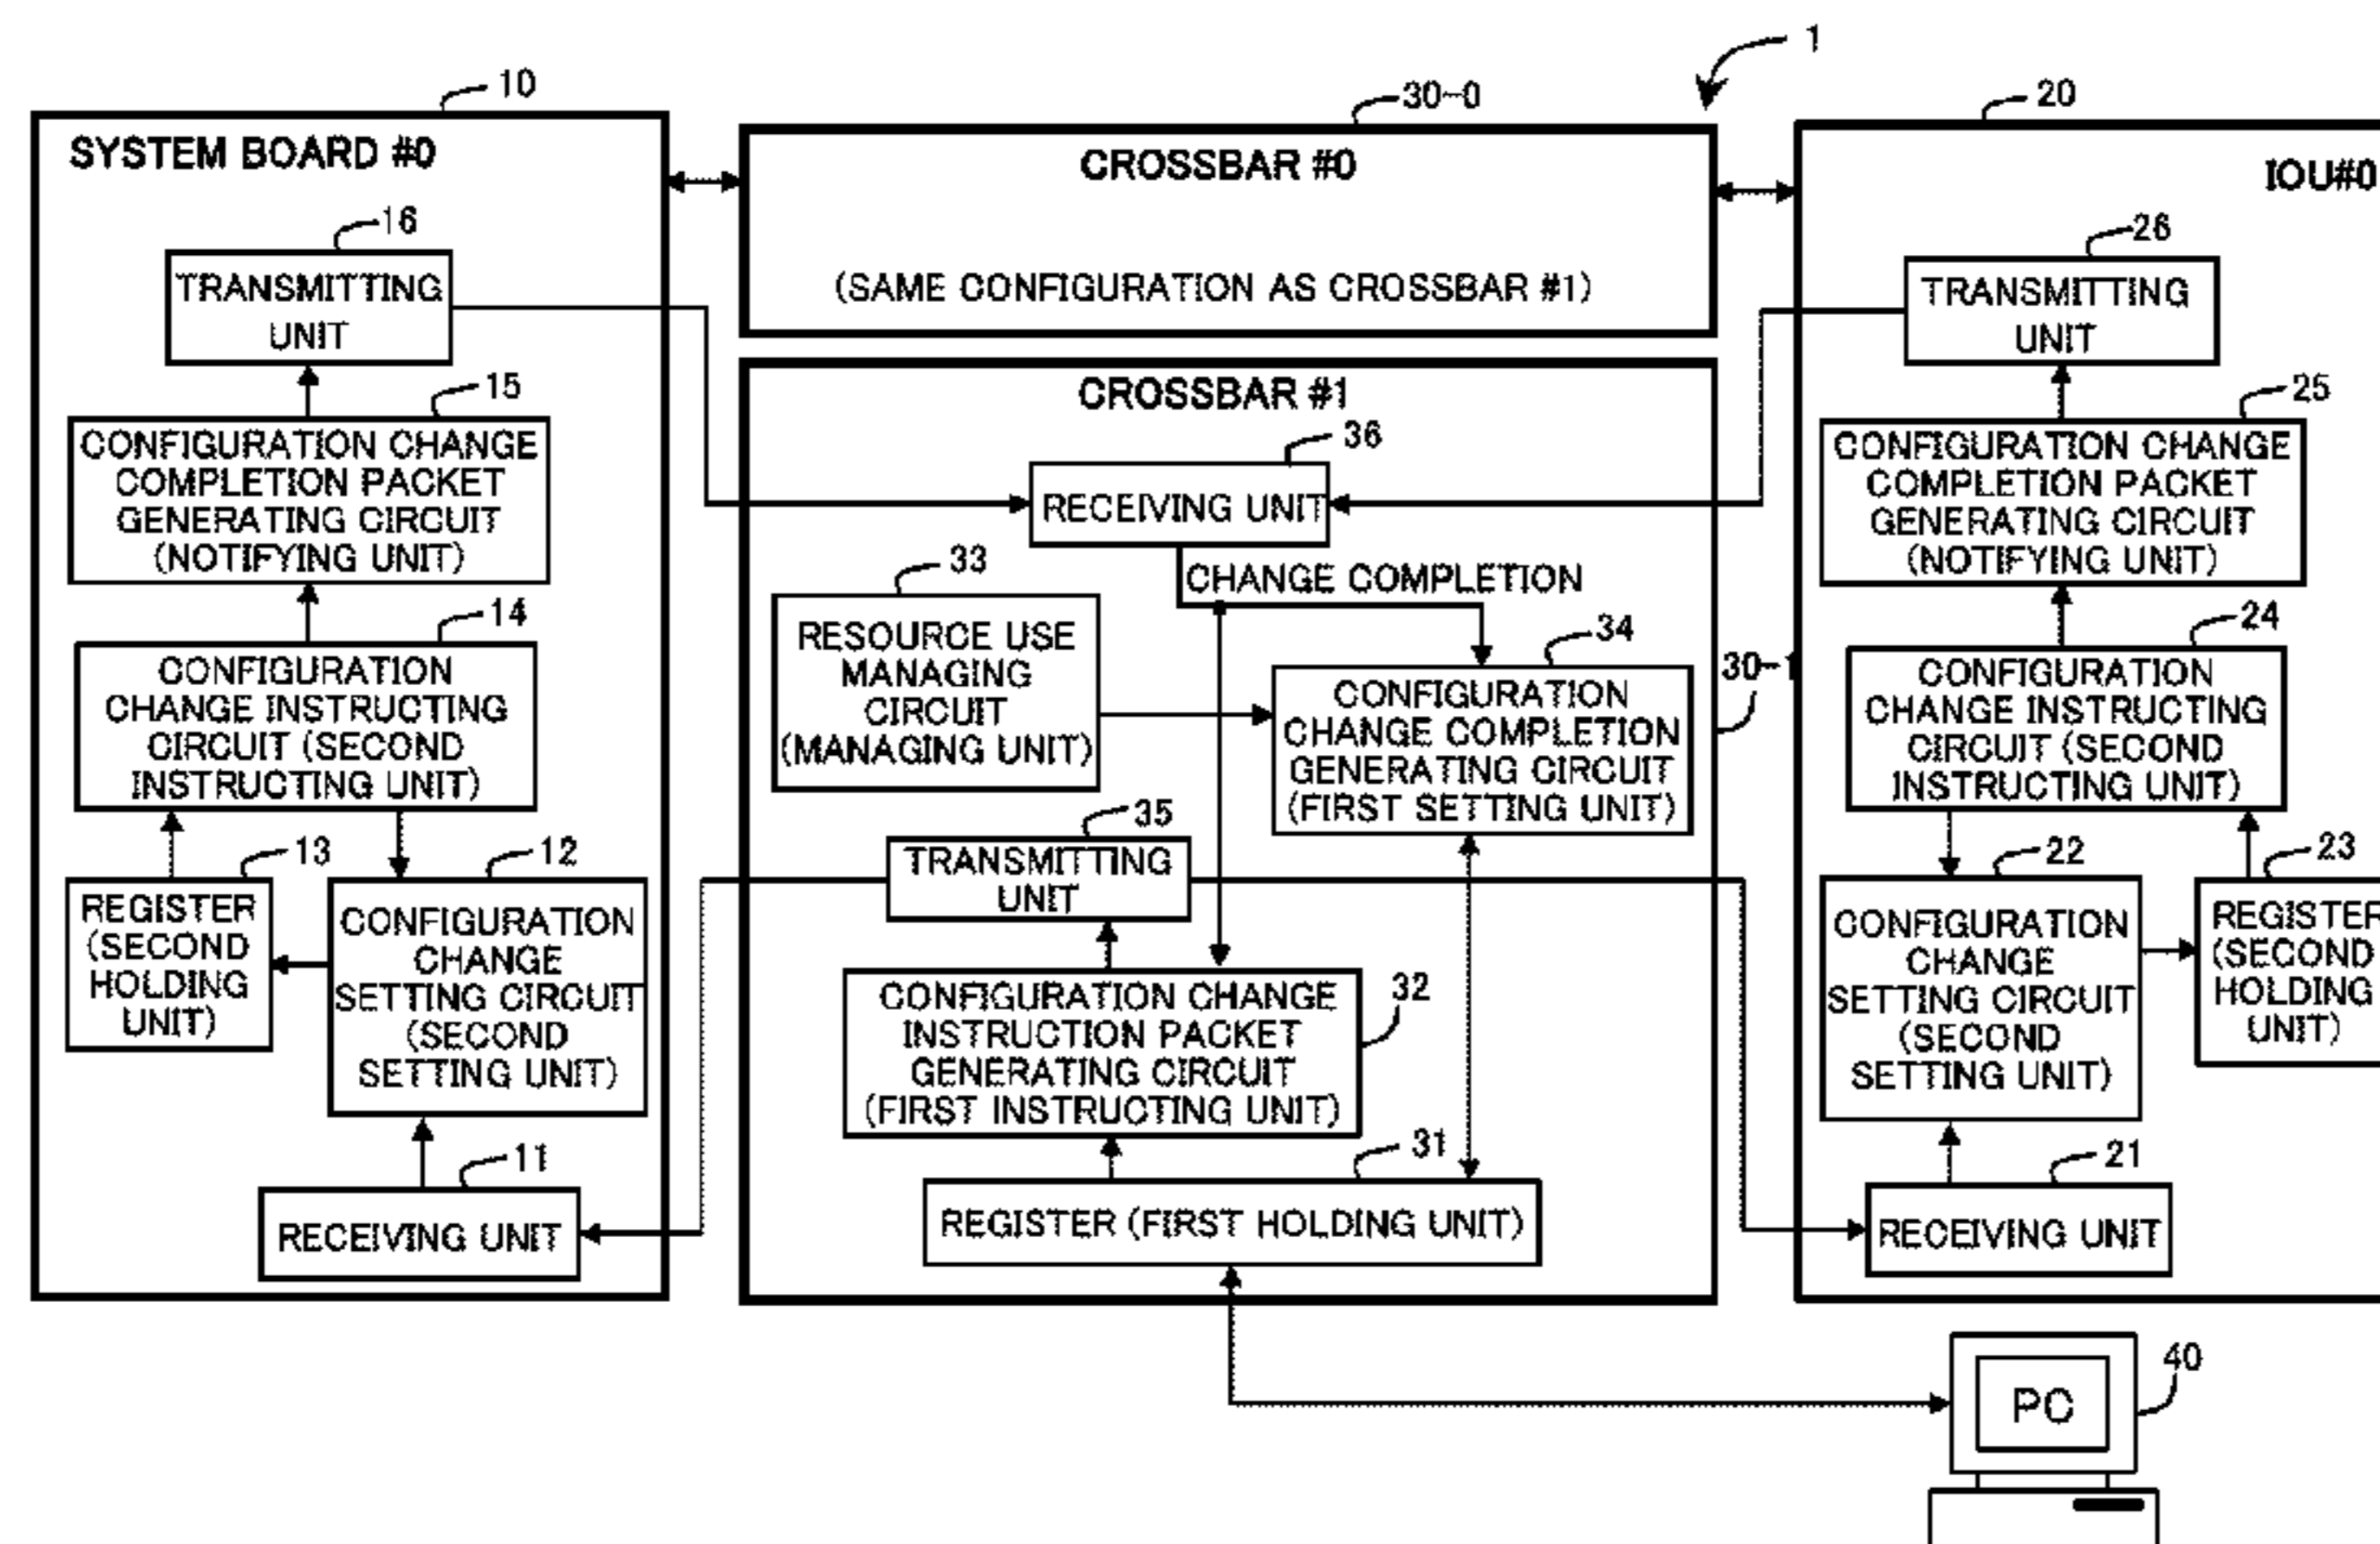 1
10
SYSTEM BOARD #0
16
TRANSMITTING
UNIT
15
CONFIGURATION CHANGE
COMPLETION PACKET
GENERATING CIRCUIT
(NOTIFYING UNIT)
14
CONFIGURATION
CHANGE INSTRUCTING
CIRCUIT (SECOND
INSTRUCTING UNIT)
13
REGISTER
(SECOND
HOLDING
UNIT)
12
CONFIGURATION
CHANGE
SETTING CIRCUIT
(SECOND
SETTING UNIT)
11
RECEIVING UNIT
30-0
CROSSBAR #0
(SAME CONFIGURATION AS CROSSBAR #1)
CROSSBAR #1
36
RECEIVING UNIT
CHANGE COMPLETION
33
RESOURCE USE
MANAGING
CIRCUIT
(MANAGING UNIT)
34
CONFIGURATION
CHANGE COMPLETION
GENERATING CIRCUIT
(FIRST SETTING UNIT)
30-1
35
TRANSMITTING
UNIT
32
CONFIGURATION CHANGE
INSTRUCTION PACKET
GENERATING CIRCUIT
(FIRST INSTRUCTING UNIT)
31
REGISTER (FIRST HOLDING UNIT)
20
IOU#0
26
TRANSMITTING
UNIT
25
CONFIGURATION CHANGE
COMPLETION PACKET
GENERATING CIRCUIT
(NOTIFYING UNIT)
24
CONFIGURATION
CHANGE INSTRUCTING
CIRCUIT (SECOND
INSTRUCTING UNIT)
22
CONFIGURATION
CHANGE
SETTING CIRCUIT
(SECOND
SETTING UNIT)
23
REGISTER
(SECOND
HOLDING
UNIT)
21
RECEIVING UNIT
40
PC